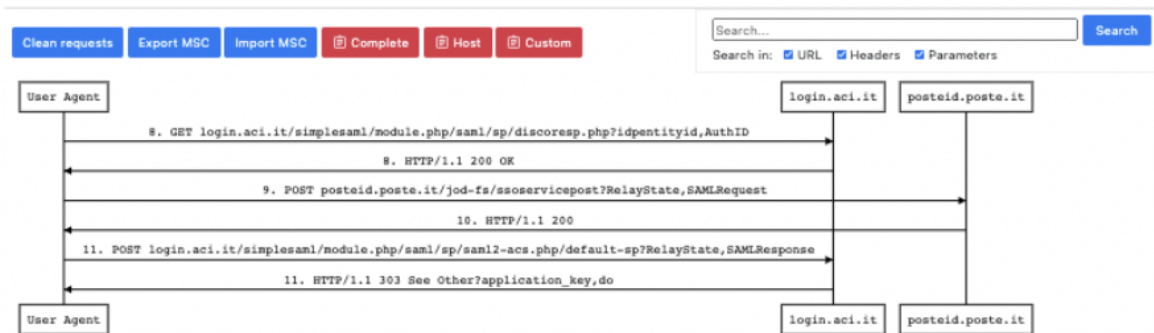 Clean requests Export MSC Import MSC Complete Host Custom
Search... Search
Search in: URL Headers Parameters
User Agent login.aci.it posteid.poste.it
8. GET login.aci.it/simplesaml/module.php/saml/sp/discoresp.php?idpentityid,AuthID
8. HTTP/1.1 200 OK
9. POST posteid.poste.it/jod-fs/ssoservicepost?RelayState,SAMLRequest
10. HTTP/1.1 200
11. POST login.aci.it/simplesaml/module.php/saml/sp/saml2-acs.php/default-sp?RelayState,SAMLResponse
11. HTTP/1.1 303 See Other?application_key,do
User Agent login.aci.it posteid.poste.it